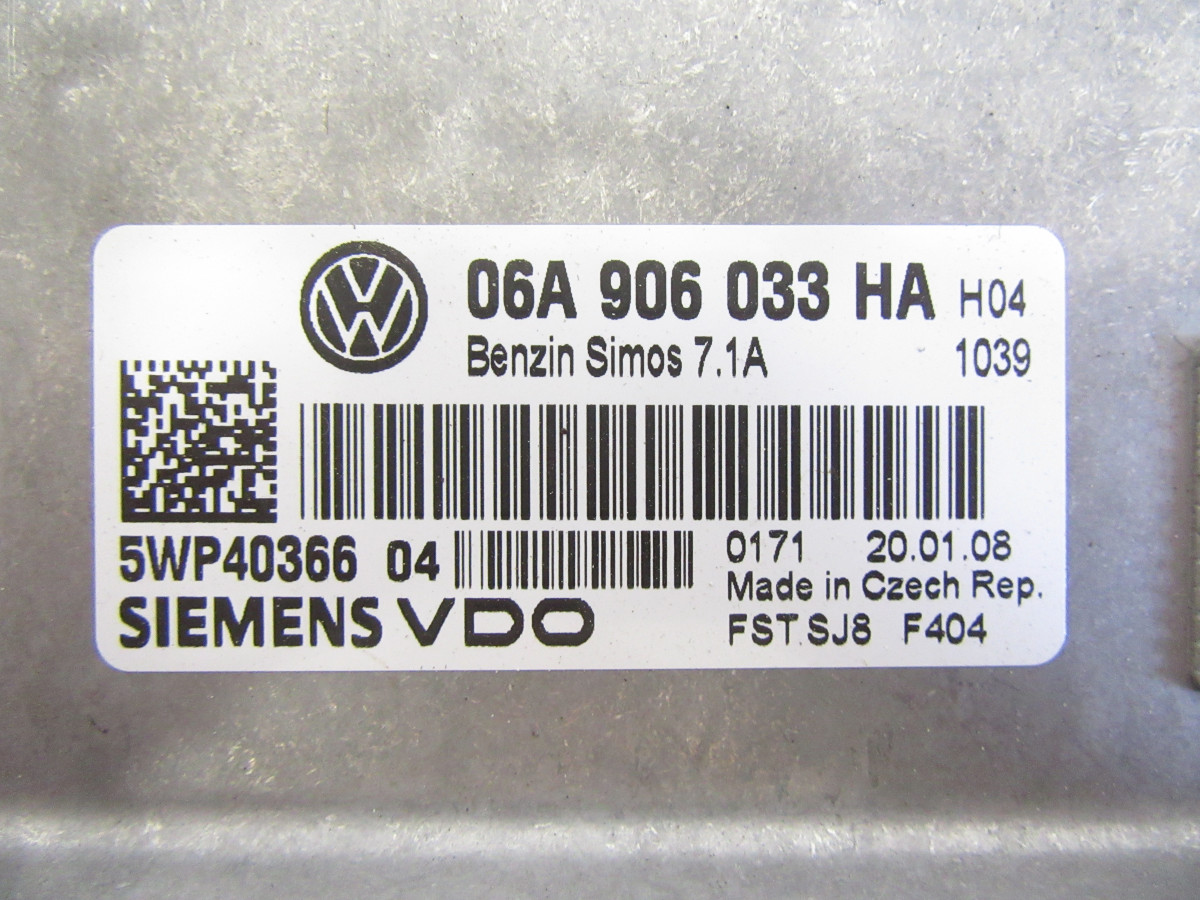 06A 906 033 HA H04
Benzin Simos 7.1A 1039
5WP40366 04
SIEMENS VDO
0171 20.01.08
Made in Czech Rep.
FST.SJ8 F404